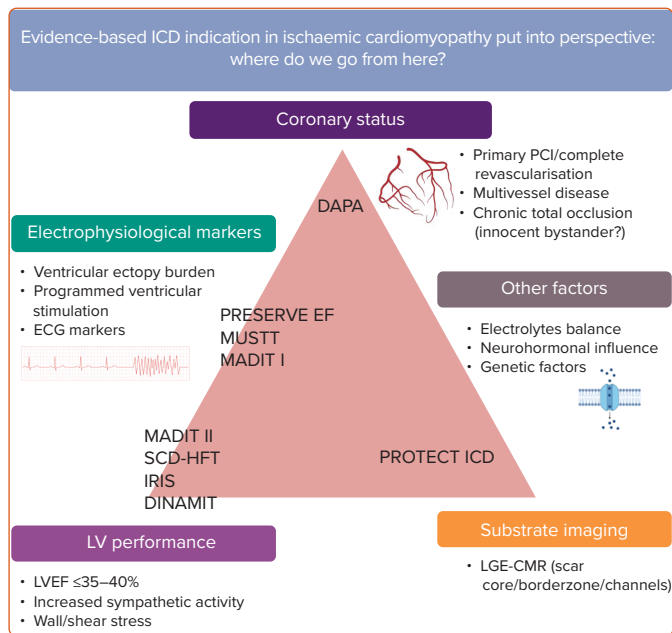 Evidence-based ICD indication in ischaemic cardiomyopathy put into perspective:
where do we go from here?
Coronary status
• Primary PCI/complete
revascularisation
• Multivessel disease
• Chronic total occlusion
(innocent bystander?)
DAPA
Electrophysiological markers
• Ventricular ectopy burden
• Programmed ventricular
stimulation
• ECG markers
Other factors
• Electrolytes balance
• Neurohormonal influence
• Genetic factors
PRESERVE EF
MUSTT
MADIT I
MADIT II
SCD-HFT
IRIS
DINAMIT
PROTECT ICD
LV performance
• LVEF ≤35–40%
• Increased sympathetic activity
• Wall/shear stress
Substrate imaging
• LGE-CMR (scar
core/borderzone/channels)